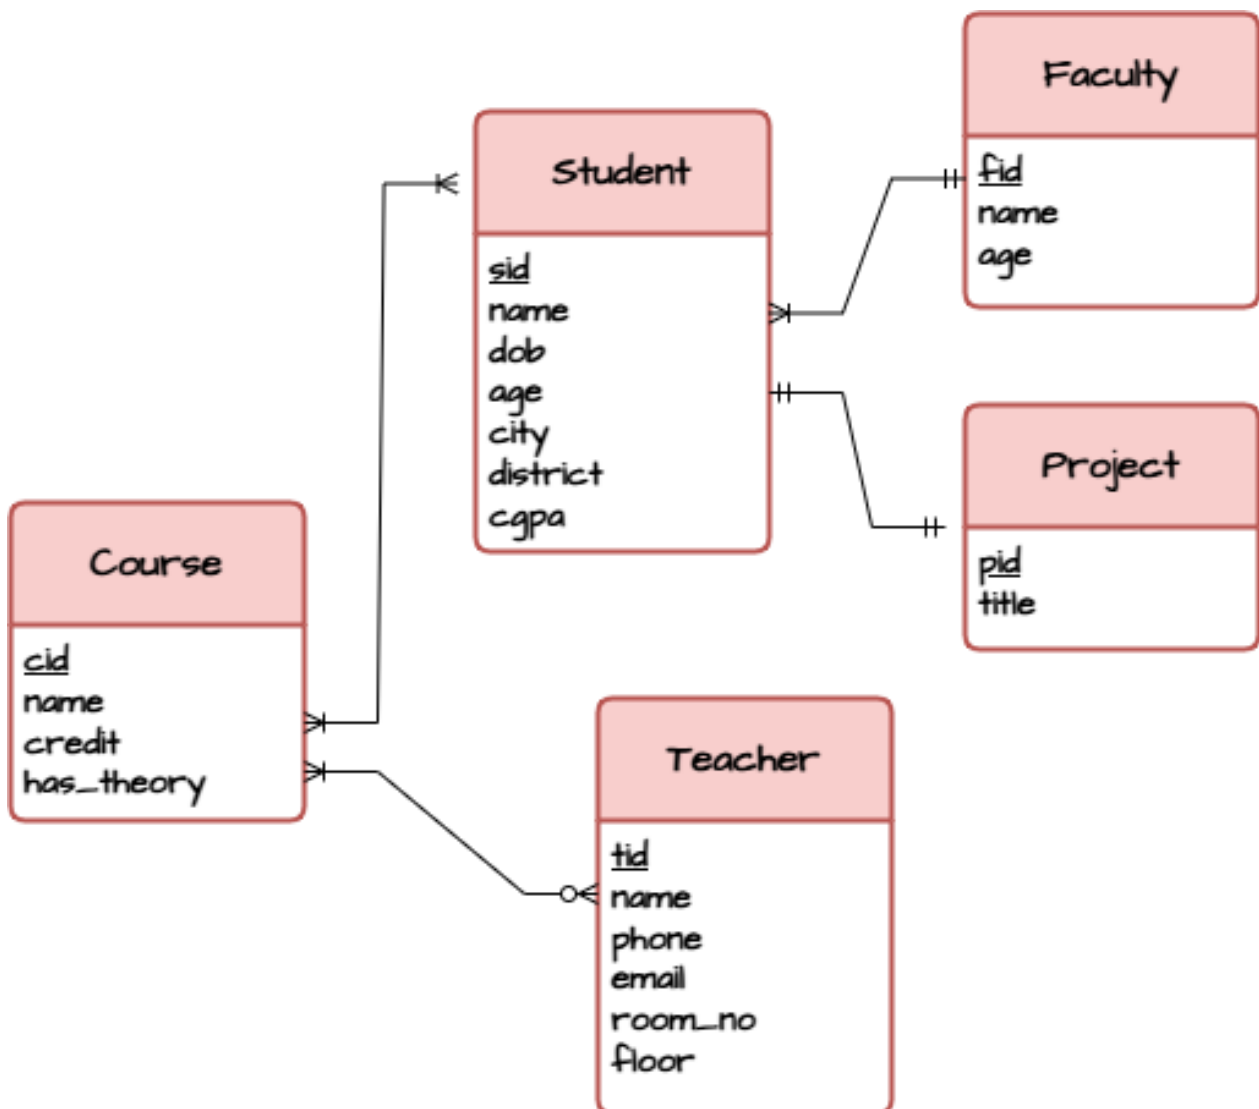 Faculty
fid
name
age
Student
sid
name
dob
age
city
district
cgpa
Project
pid
title
Course
cid
name
credit
has_theory
Teacher
tid
name
phone
email
room_no
floor